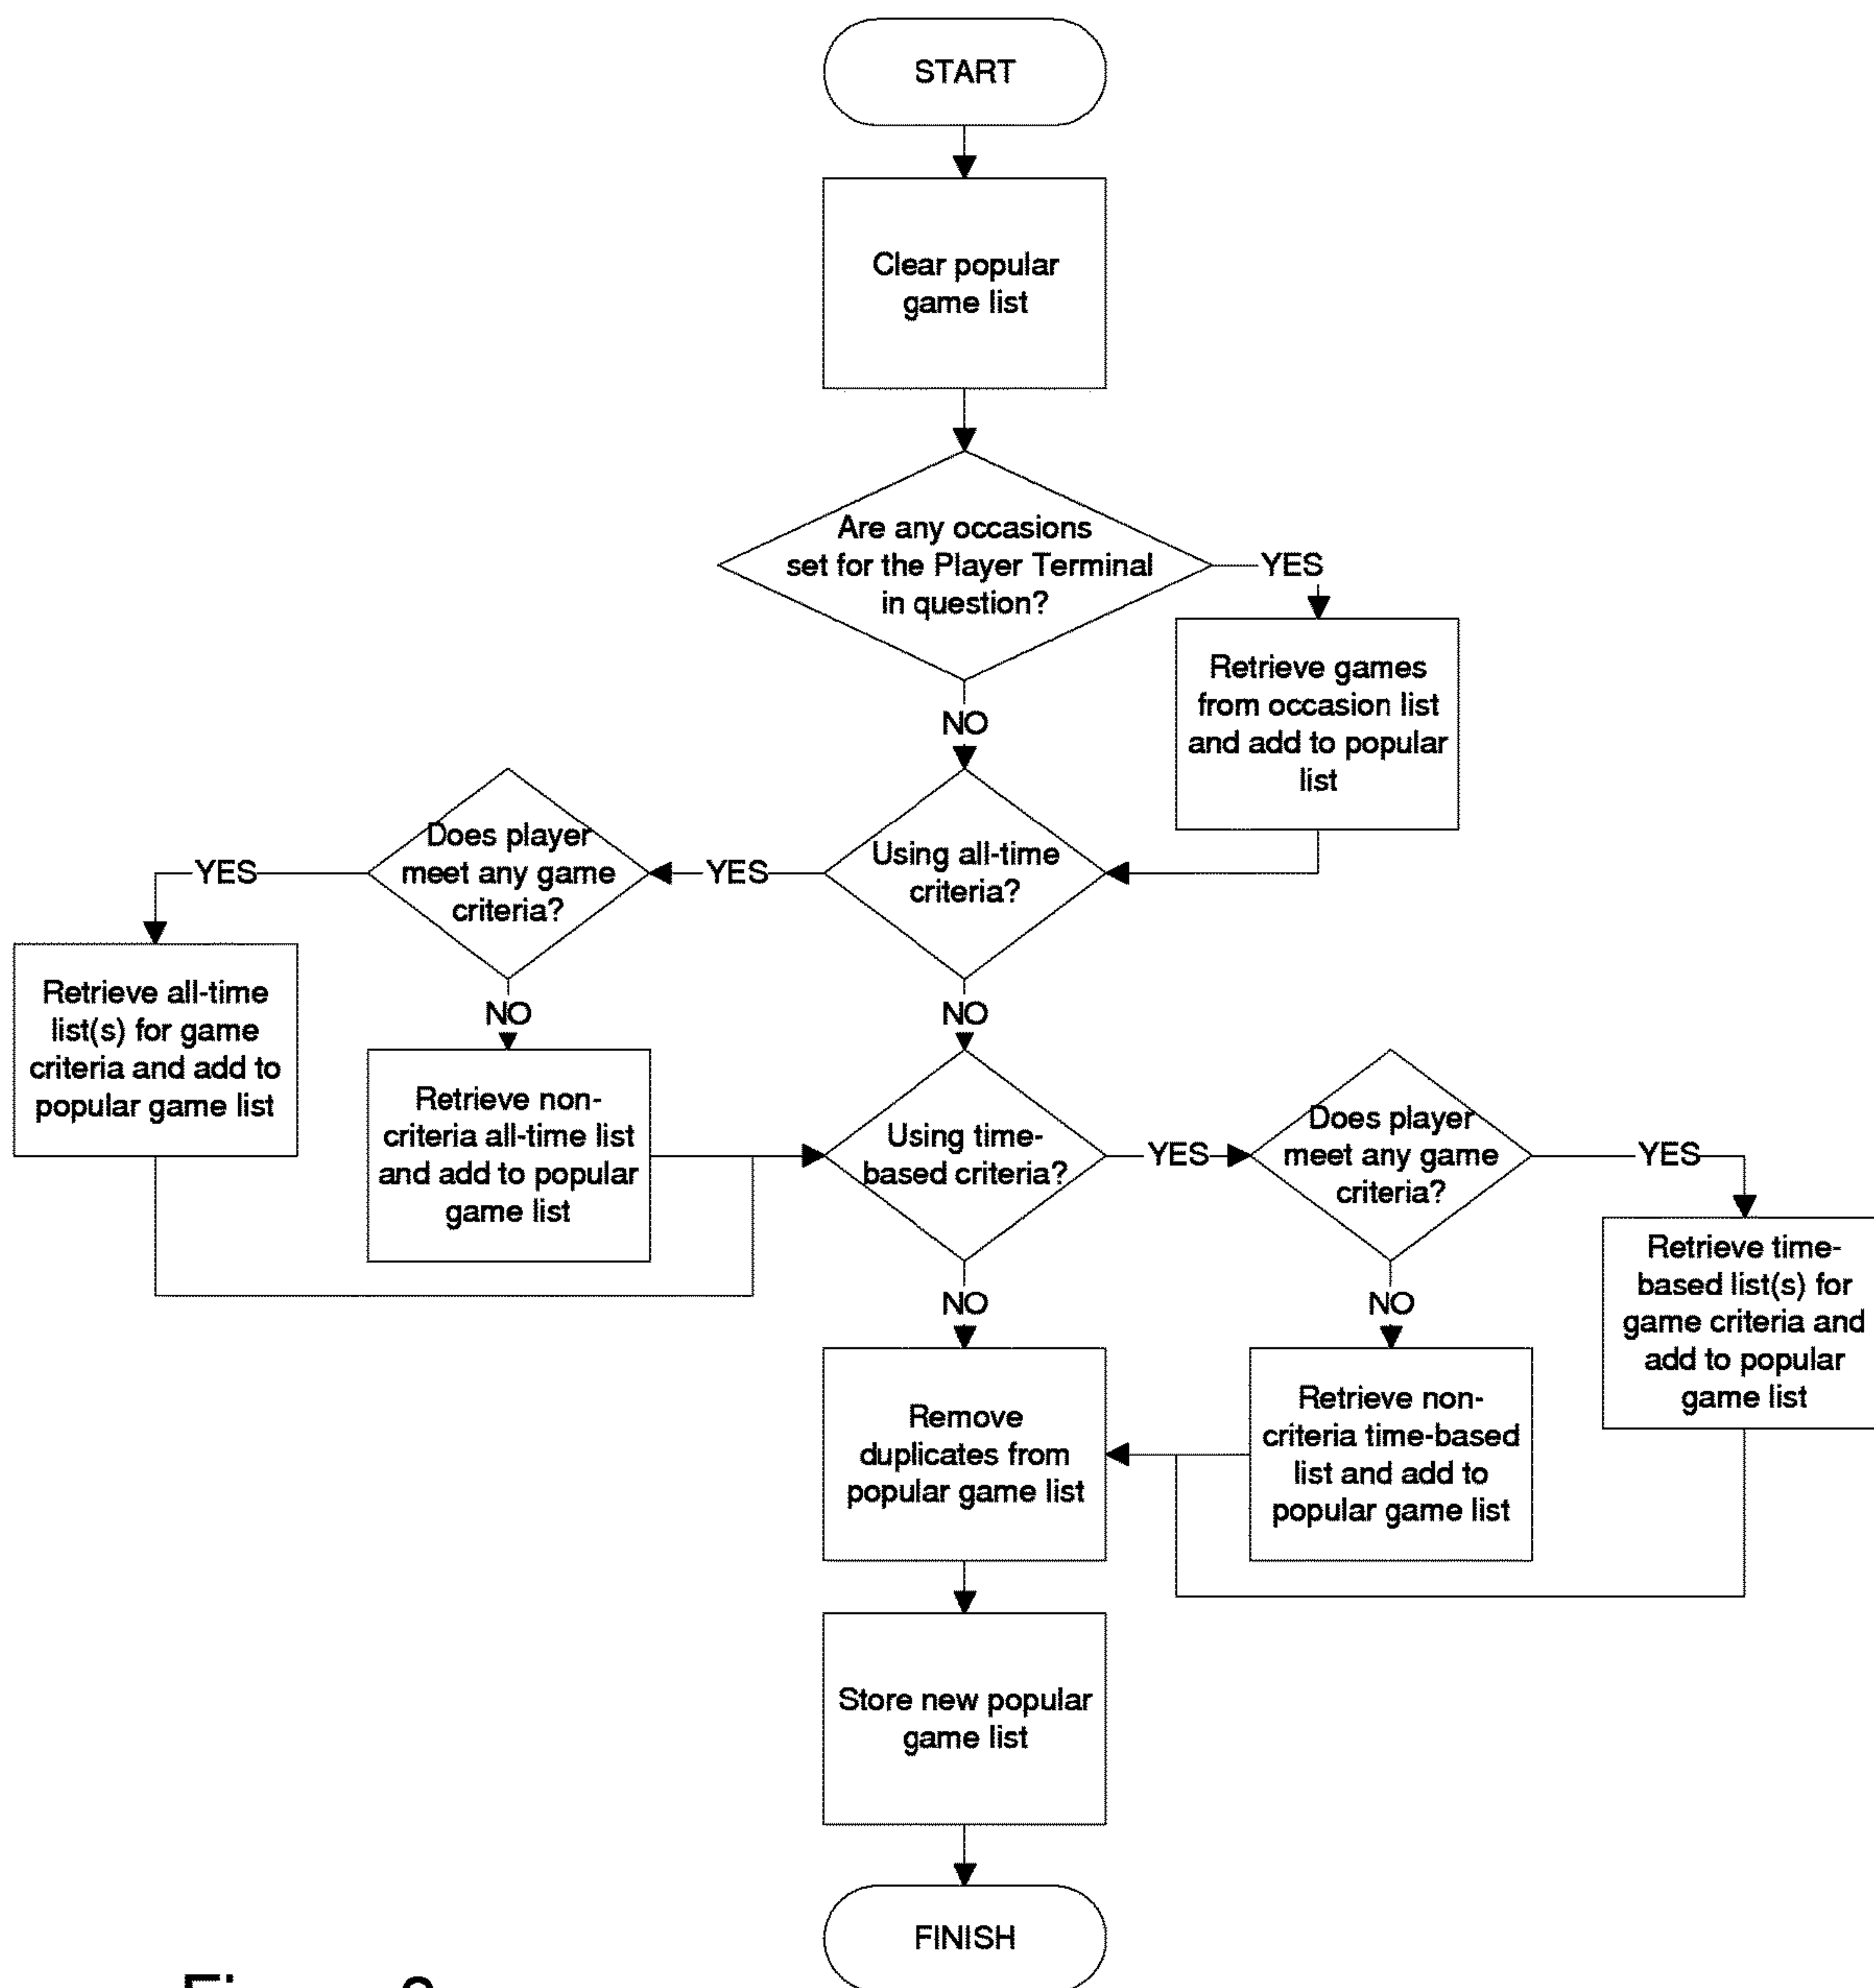 START
Clear popular
game list
Are any occasions
set for the Player Terminal
in question?
YES
Retrieve games
from occasion list
and add to popular
list
NO
Using all-time
criteria?
YES
Does player
meet any game
criteria?
YES
Retrieve all-time
list(s) for game
criteria and add to
popular game list
NO
Retrieve non-
criteria all-time list
and add to popular
game list
NO
Using time-
based criteria?
YES
Does player
meet any game
criteria?
YES
Retrieve time-
based list(s) for
game criteria and
add to popular
game list
NO
Retrieve non-
criteria time-based
list and add to
popular game list
NO
Remove
duplicates from
popular game list
Store new popular
game list
FINISH